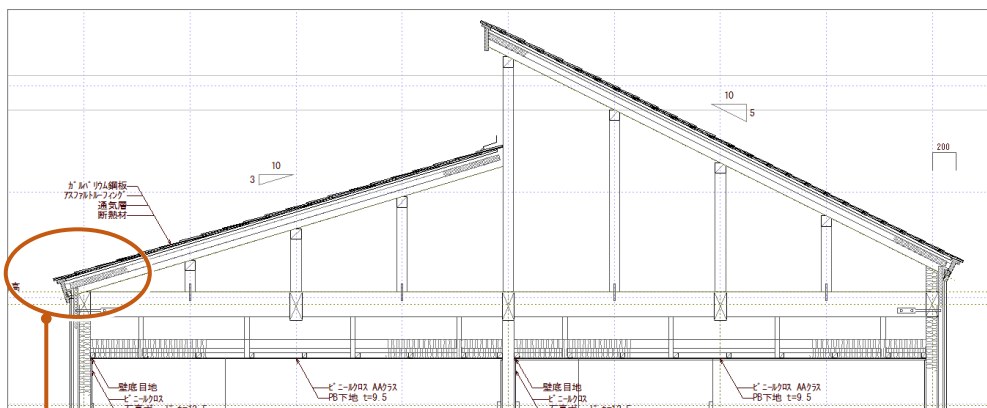 10
5
200
10
3
ｶﾞﾙﾊﾞﾘｳﾑ鋼板
ｱｽﾌｧﾙﾄﾙｰﾌｨﾝｸﾞ
通気層
断熱材
壁底目地
ﾋﾞﾆｰﾙｸﾛｽ
ﾋﾞﾆｰﾙｸﾛｽ AAｸﾗｽ
PB下地 t=9.5
壁底目地
ﾋﾞﾆｰﾙｸﾛｽ
ﾋﾞﾆｰﾙｸﾛｽ AAｸﾗｽ
PB下地 t=9.5